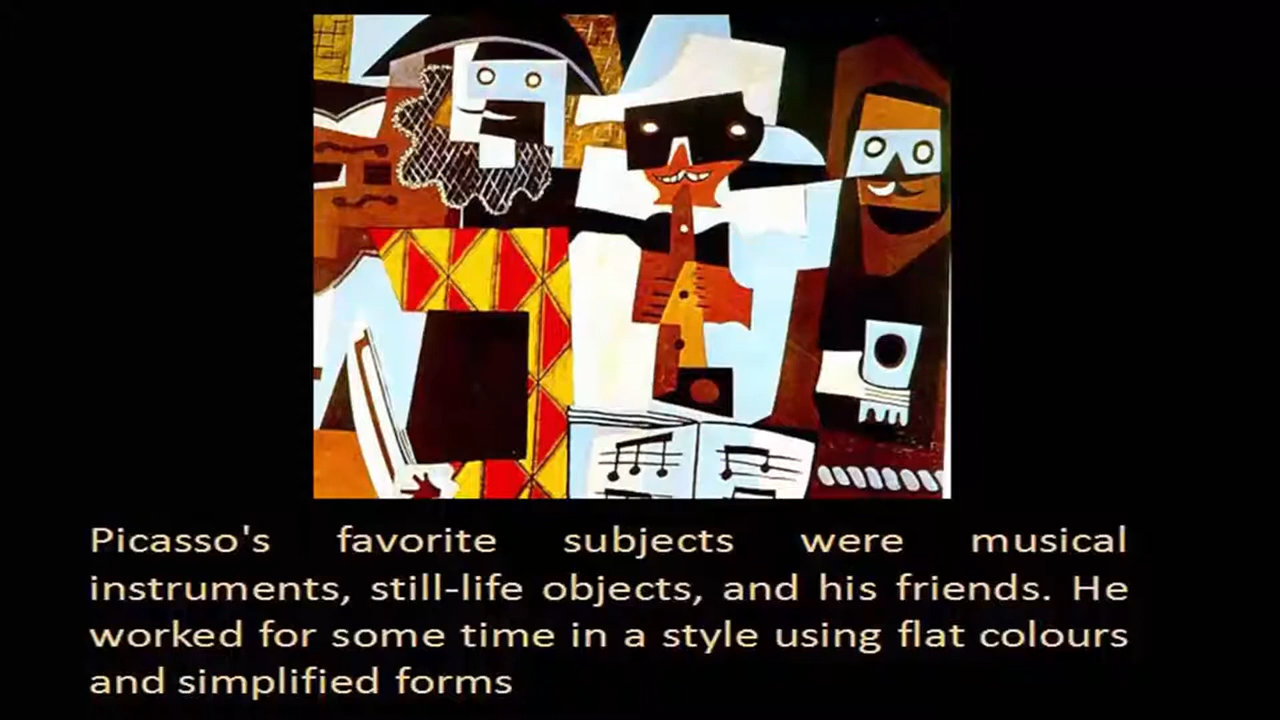 Picasso's favorite subjects were musical
instruments, still-life objects, and his friends. He
worked for some time in a style using flat colours
and simplified forms